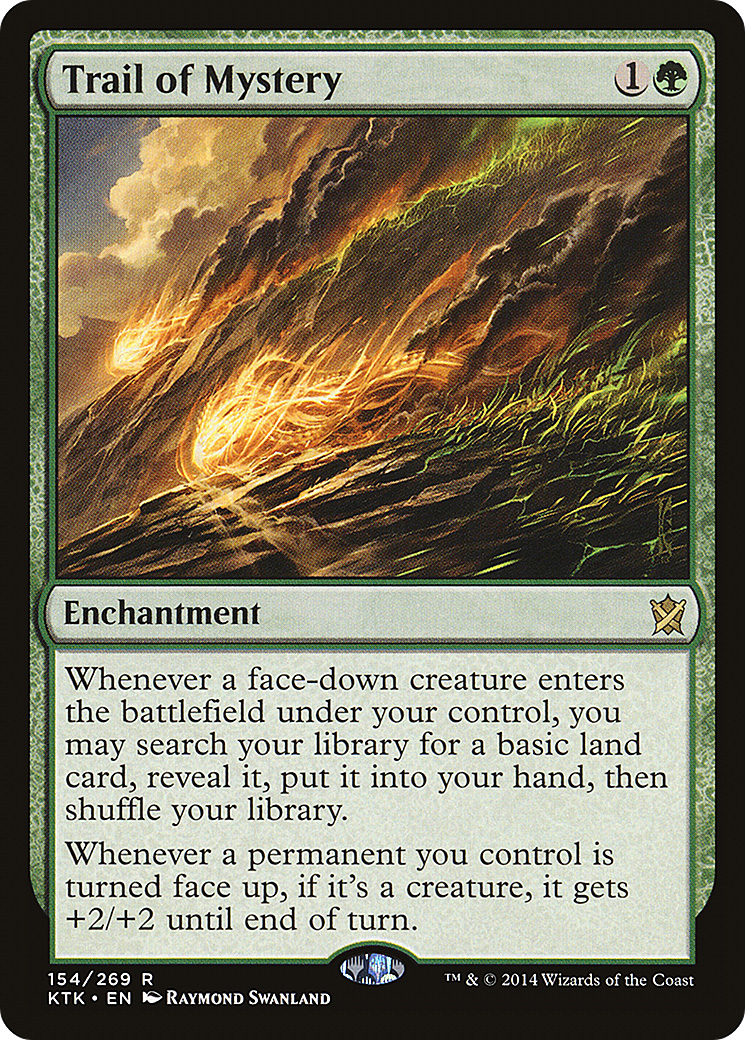 Trail of Mystery 1
Enchantment
Whenever a face-down creature enters
the battlefield under your control, you
may search your library for a basic land
card, reveal it, put it into your hand, then
shuffle your library.
Whenever a permanent you control is
turned face up, if it's a creature, it gets
+2/+2 until end of turn.
154/269 R
™ & © 2014 Wizards of the Coast
KTK • EN Raymond Swanland